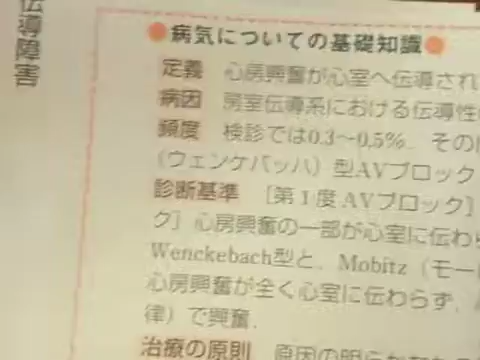 伝導障害
●病気についての基礎知識●
定義 心房興奮が心室へ伝導され
病因 房室伝導系における伝導性
頻度 検診では0.3〜0.5%. その
(ウェンケバッハ) 型AVブロック
診断基準 [第I度AVブロック]
ク] 心房興奮の一部が心室に伝わ
Wenckebach型と, Mobitz (モー
心房興奮が全く心室に伝わらず,
律) で興奮.
治療の原則 原因の明らかな